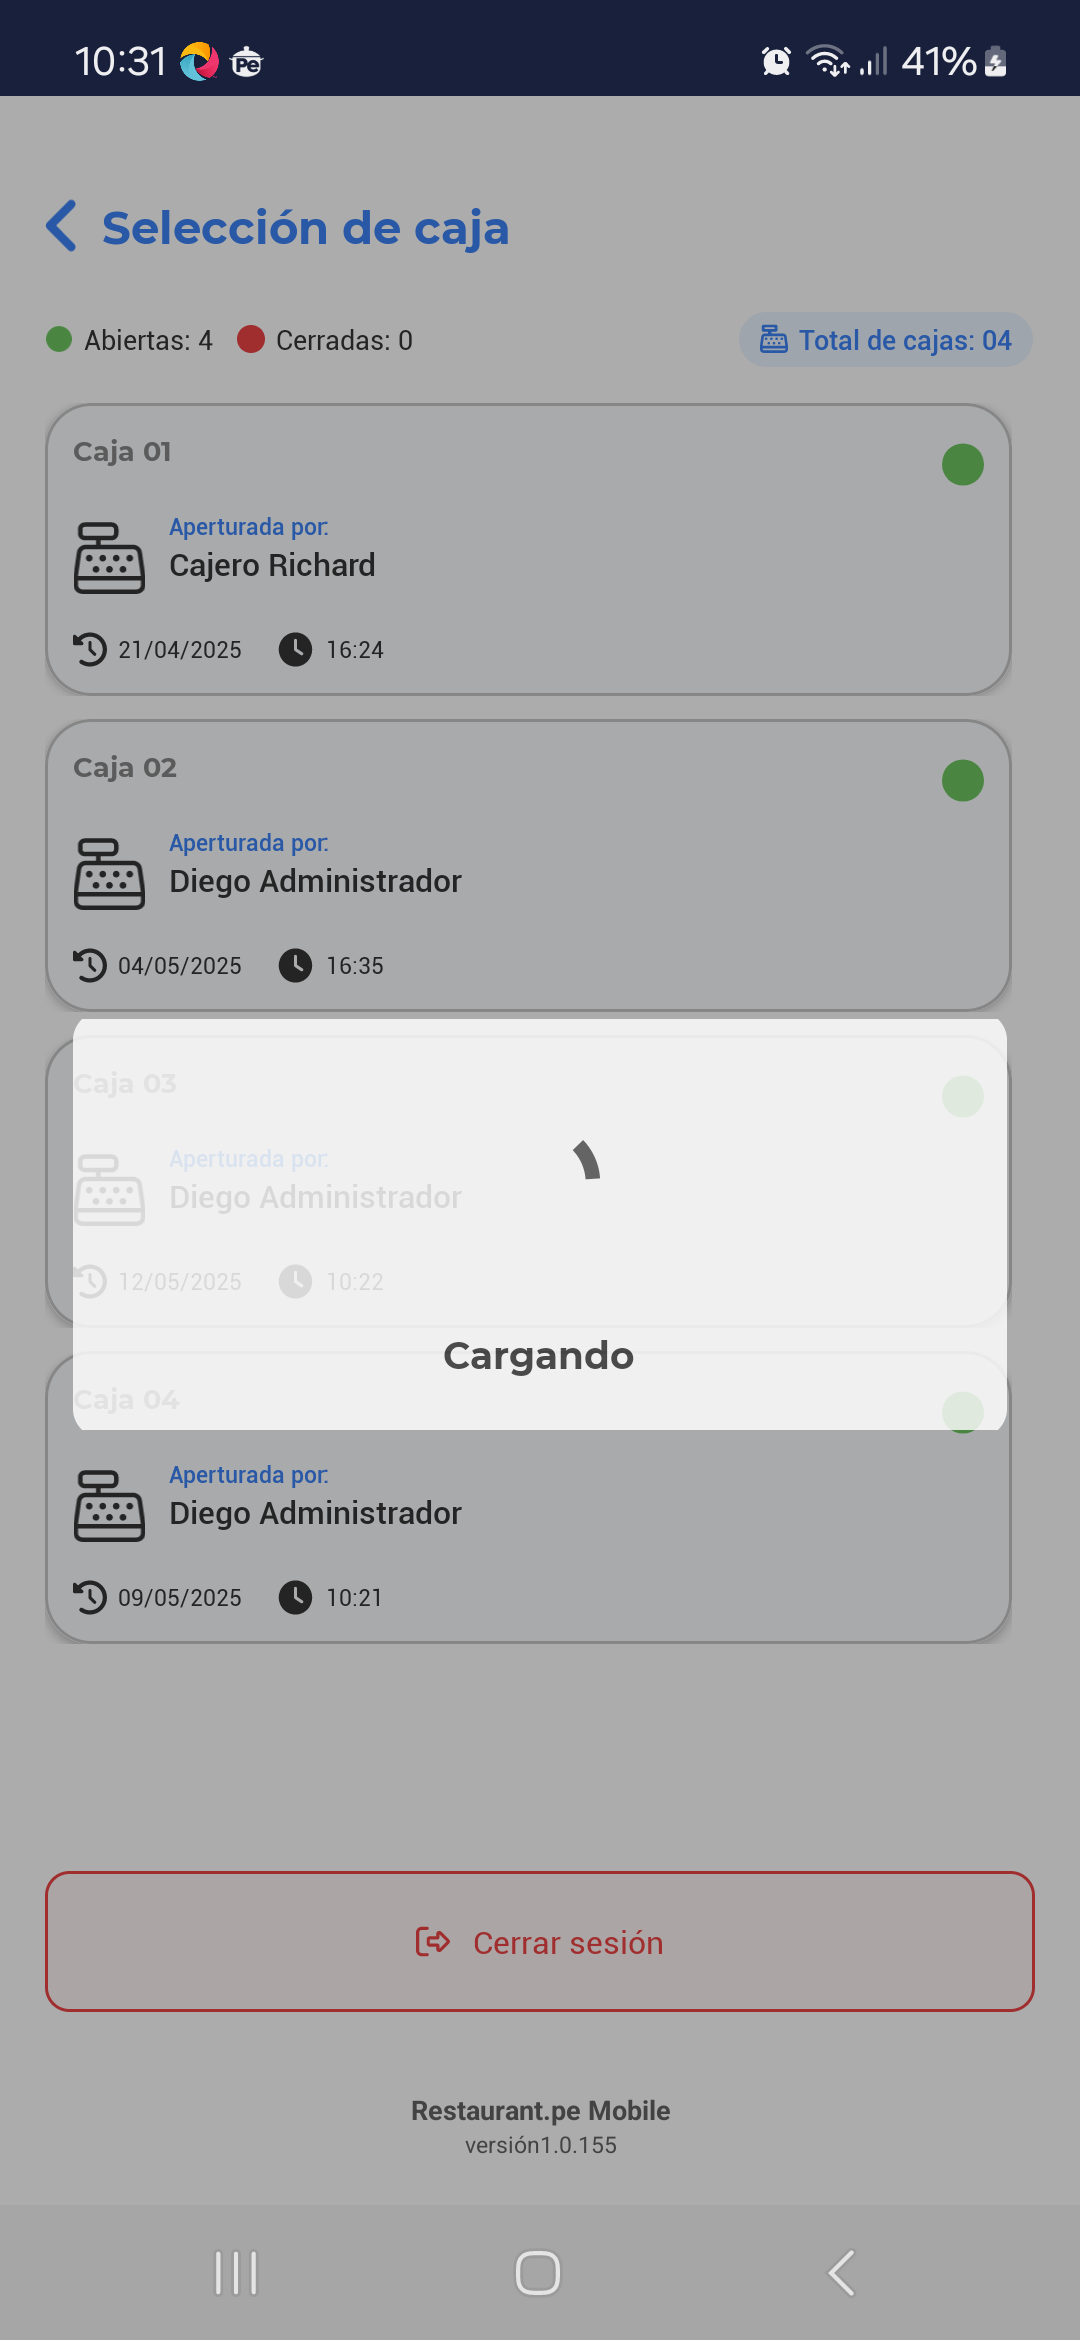 10:31 Pe 41%
Selección de caja
Abiertas: 4 Cerradas: 0 Total de cajas: 04
Caja 01
Aperturada por:
Cajero Richard
21/04/2025 16:24
Caja 02
Aperturada por:
Diego Administrador
04/05/2025 16:35
Caja 03
Aperturada por:
Diego Administrador
12/05/2025 10:22
Cargando
Caja 04
Aperturada por:
Diego Administrador
09/05/2025 10:21
Cerrar sesión
Restaurant.pe Mobile
versión1.0.155